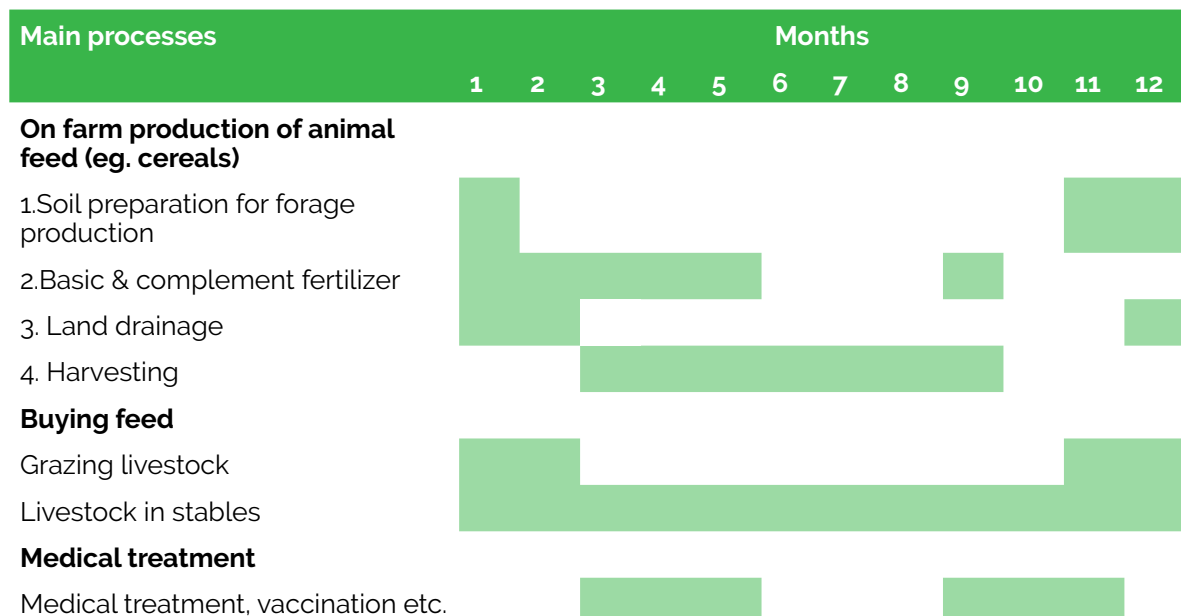 Main processes Months
1 2 3 4 5 6 7 8 9 10 11 12
On farm production of animal
feed (eg. cereals)
1.Soil preparation for forage
production
2.Basic & complement fertilizer
3. Land drainage
4. Harvesting
Buying feed
Grazing livestock
Livestock in stables
Medical treatment
Medical treatment, vaccination etc.